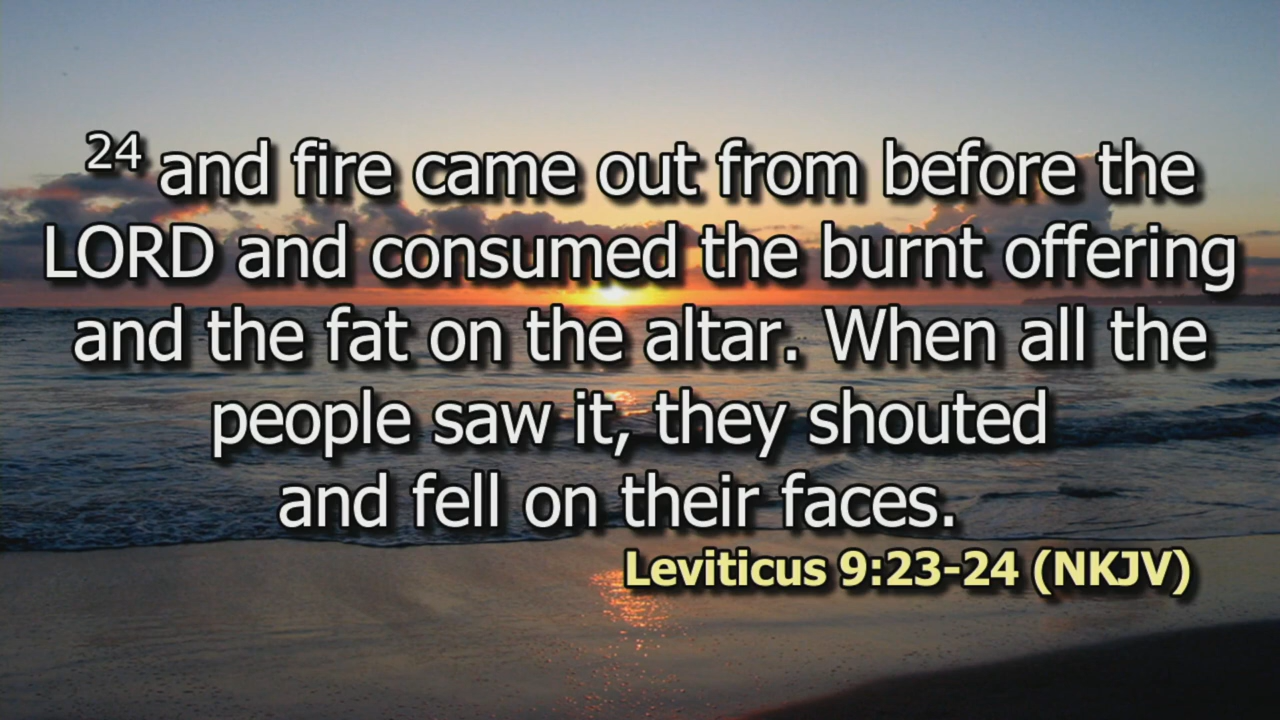 24 and fire came out from before the
LORD and consumed the burnt offering
and the fat on the altar. When all the
people saw it, they shouted
and fell on their faces.
Leviticus 9:23-24 (NKJV)